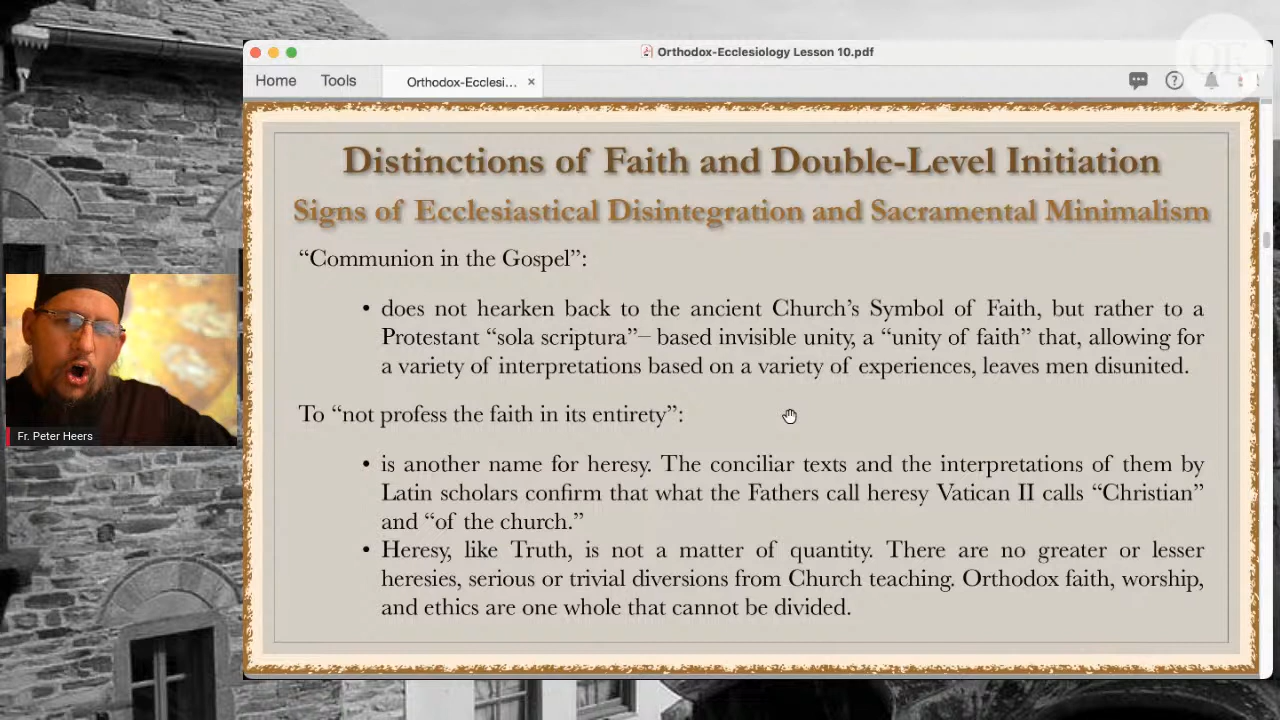 Orthodox-Ecclesiology Lesson 10.pdf
Home Tools Orthodox-Ecclesi... ×
Distinctions of Faith and Double-Level Initiation
Signs of Ecclesiastical Disintegration and Sacramental Minimalism
“Communion in the Gospel”:
• does not hearken back to the ancient Church’s Symbol of Faith, but rather to a
Protestant “sola scriptura”– based invisible unity, a “unity of faith” that, allowing for
a variety of interpretations based on a variety of experiences, leaves men disunited.
To “not profess the faith in its entirety”:
• is another name for heresy. The conciliar texts and the interpretations of them by
Latin scholars confirm that what the Fathers call heresy Vatican II calls “Christian”
and “of the church.”
• Heresy, like Truth, is not a matter of quantity. There are no greater or lesser
heresies, serious or trivial diversions from Church teaching. Orthodox faith, worship,
and ethics are one whole that cannot be divided.
Fr. Peter Heers